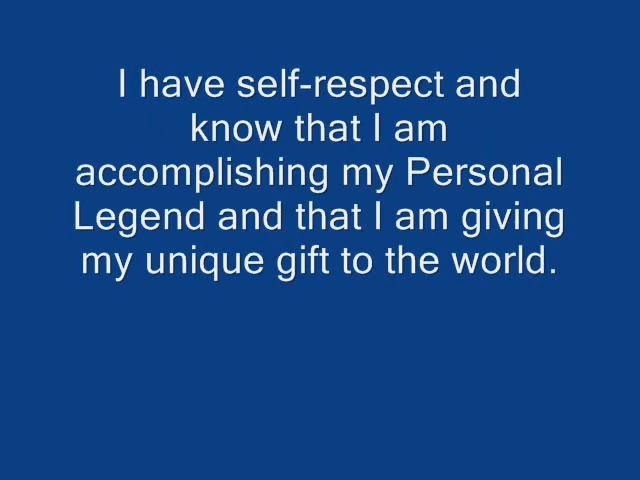 I have self-respect and
know that I am
accomplishing my Personal
Legend and that I am giving
my unique gift to the world.